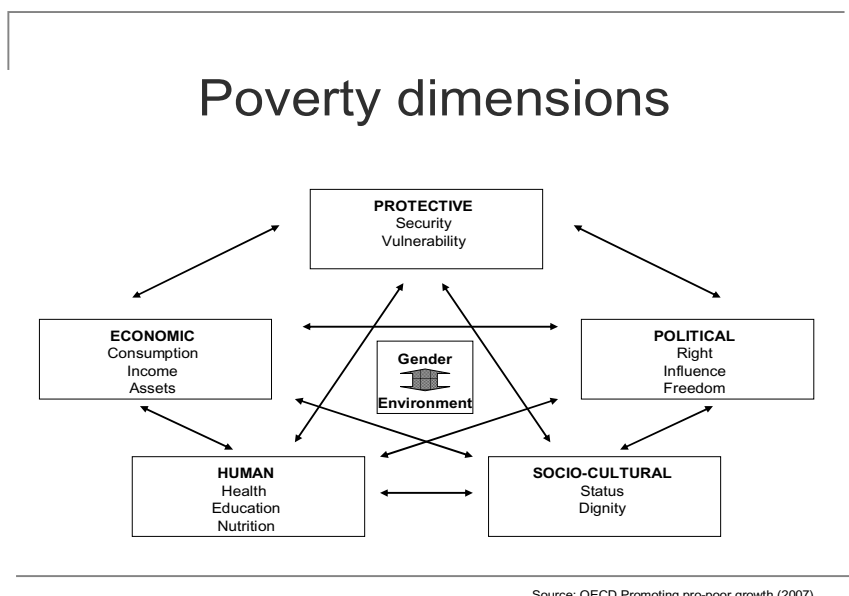 Poverty dimensions
PROTECTIVE
Security
Vulnerability
ECONOMIC
Consumption
Income
Assets
Gender
Environment
POLITICAL
Right
Influence
Freedom
HUMAN
Health
Education
Nutrition
SOCIO-CULTURAL
Status
Dignity
Source: OECD Promoting pro-poor growth (2007)